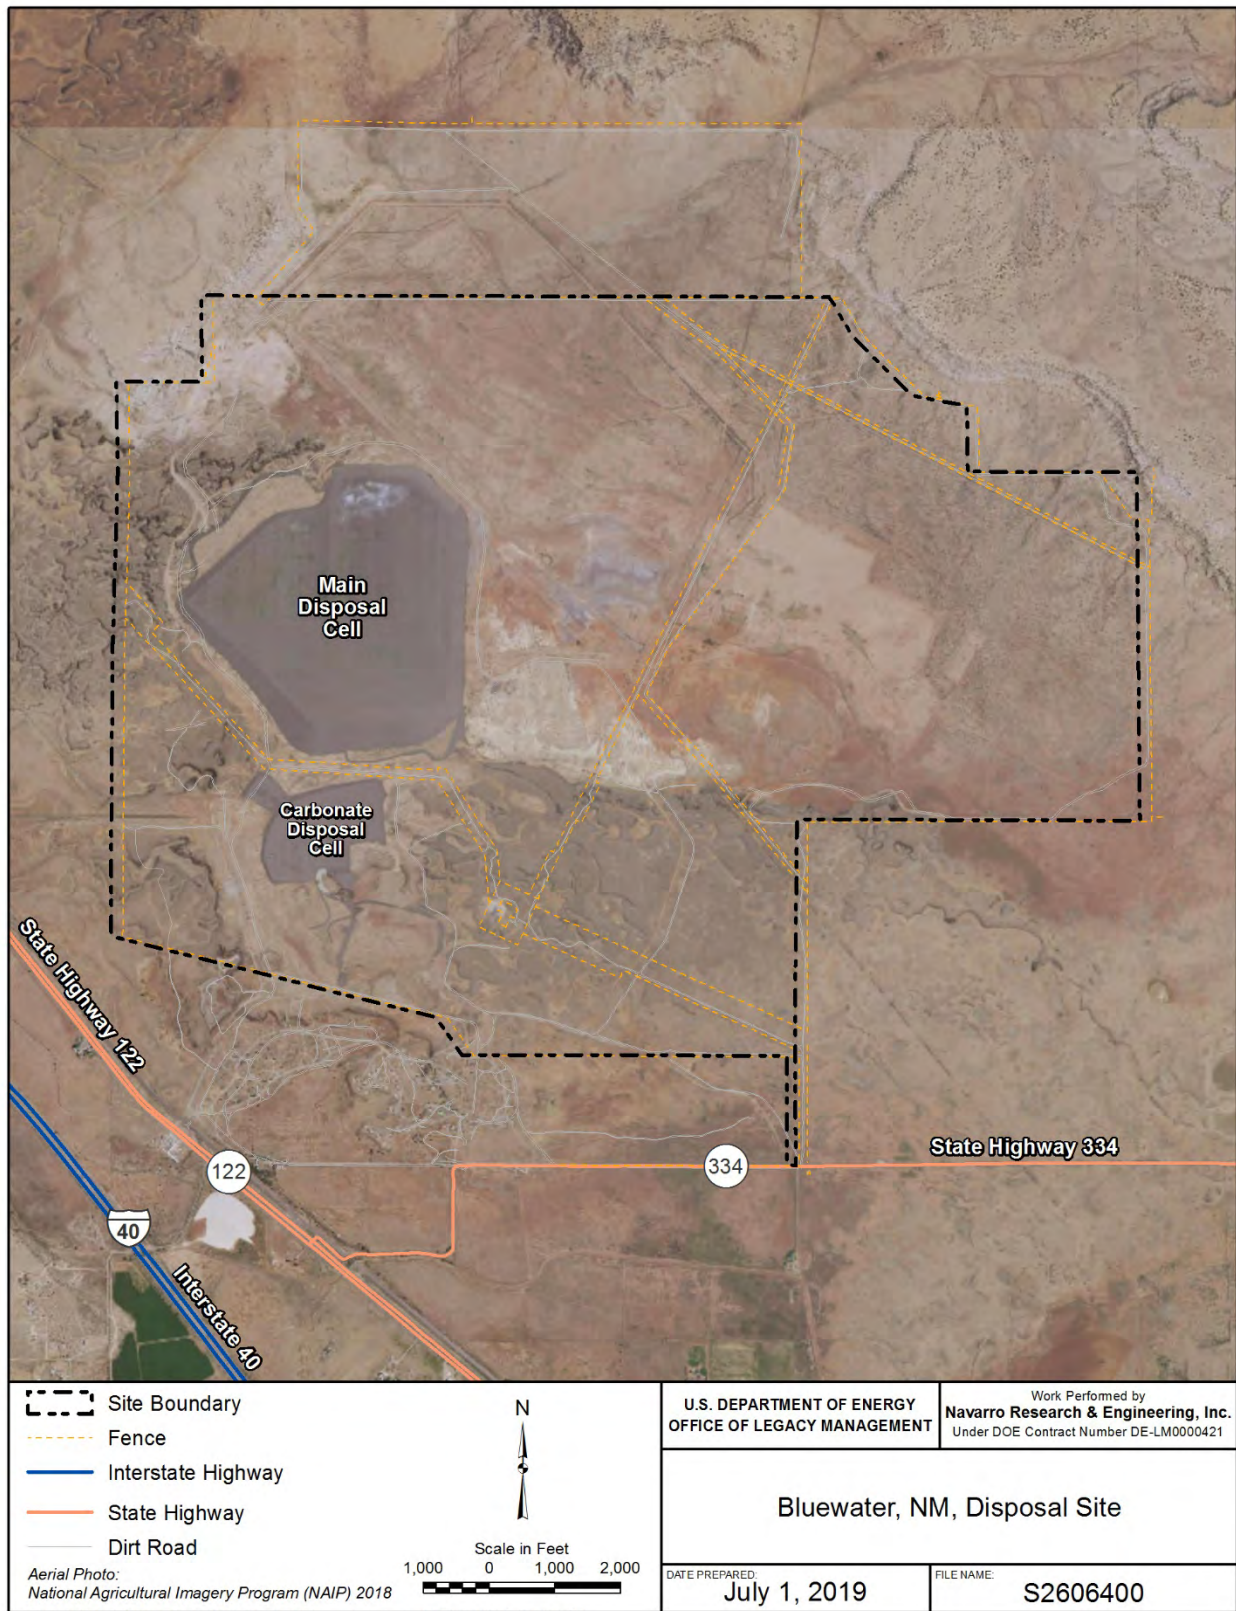 Main
Disposal
Cell
Carbonate
Disposal
Cell
State Highway 122
122
334
State Highway 334
40
Interstate 40
Site Boundary
Fence
Interstate Highway
State Highway
Dirt Road
Aerial Photo:
National Agricultural Imagery Program (NAIP) 2018
N
Scale in Feet
1,000 0 1,000 2,000
U.S. DEPARTMENT OF ENERGY
OFFICE OF LEGACY MANAGEMENT
Work Performed by
Navarro Research & Engineering, Inc.
Under DOE Contract Number DE-LM0000421
Bluewater, NM, Disposal Site
DATE PREPARED:
July 1, 2019
FILE NAME:
S2606400